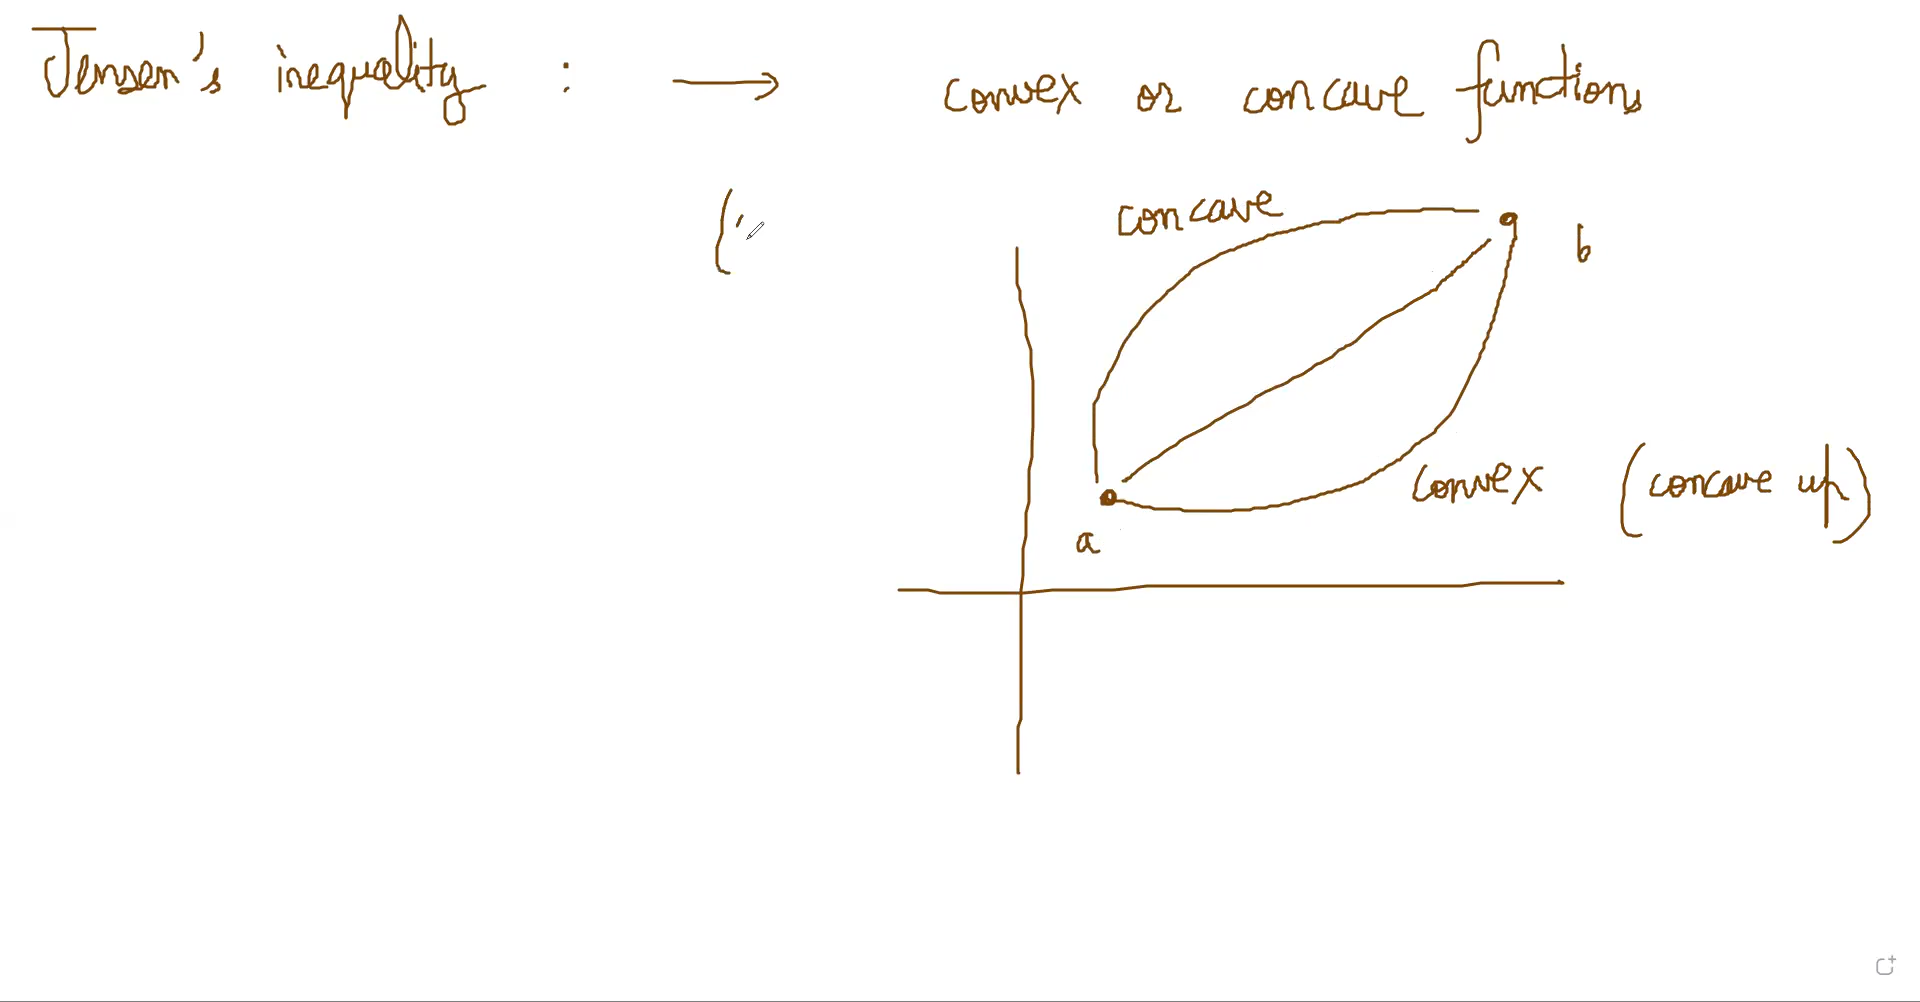 Jensen's inequality : → convex or concave functions
concave
(
b
convex (concave up)
a